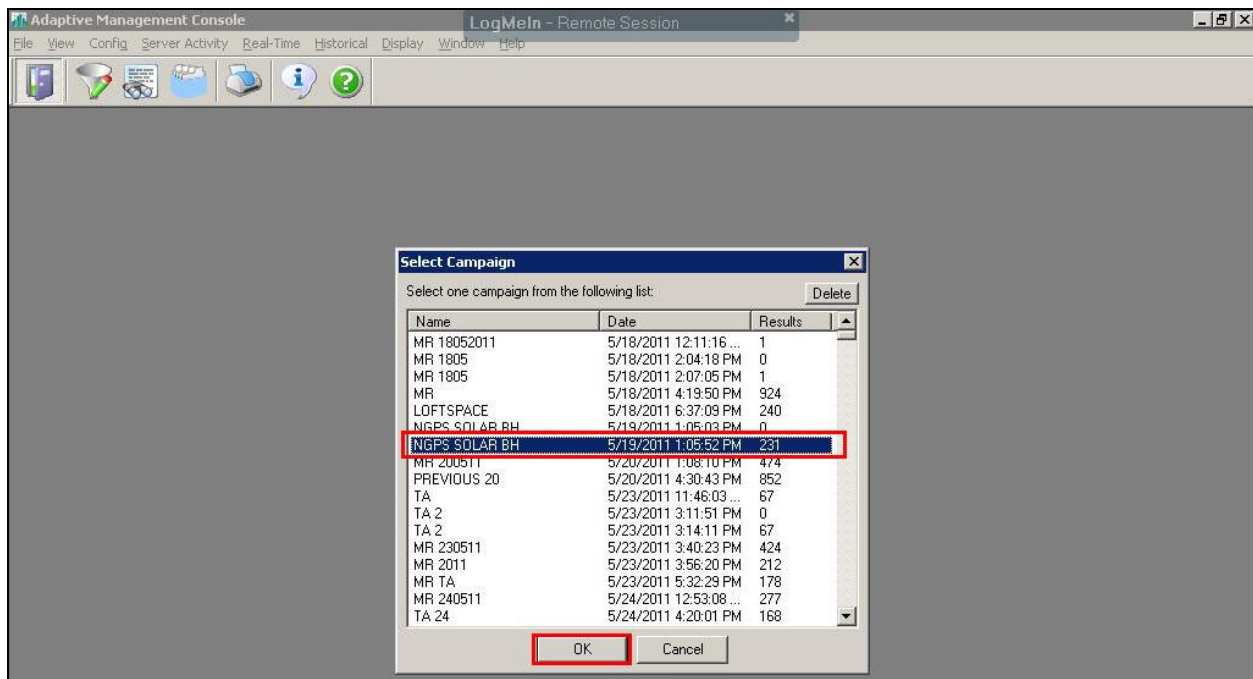 Adaptive Management Console
LogMeIn - Remote Session
File View Config Server Activity Real-Time Historical Display Window Help
Select Campaign
Select one campaign from the following list:
Delete
Name Date Results
MR 18052011 5/18/2011 12:11:16 ... 1
MR 1805 5/18/2011 2:04:18 PM 0
MR 1805 5/18/2011 2:07:05 PM 1
MR 5/18/2011 4:19:50 PM 924
LOFTSPACE 5/18/2011 6:37:09 PM 240
NGPS SOLAR BH 5/19/2011 1:05:03 PM 0
NGPS SOLAR BH 5/19/2011 1:05:52 PM 231
MR 200511 5/20/2011 1:08:10 PM 474
PREVIOUS 20 5/20/2011 4:30:43 PM 852
TA 5/23/2011 11:46:03 ... 67
TA 2 5/23/2011 3:11:51 PM 0
TA 2 5/23/2011 3:14:11 PM 67
MR 230511 5/23/2011 3:40:23 PM 424
MR 2011 5/23/2011 3:56:20 PM 212
MR TA 5/23/2011 5:32:29 PM 178
MR 240511 5/24/2011 12:53:08 ... 277
TA 24 5/24/2011 4:20:01 PM 168
OK Cancel